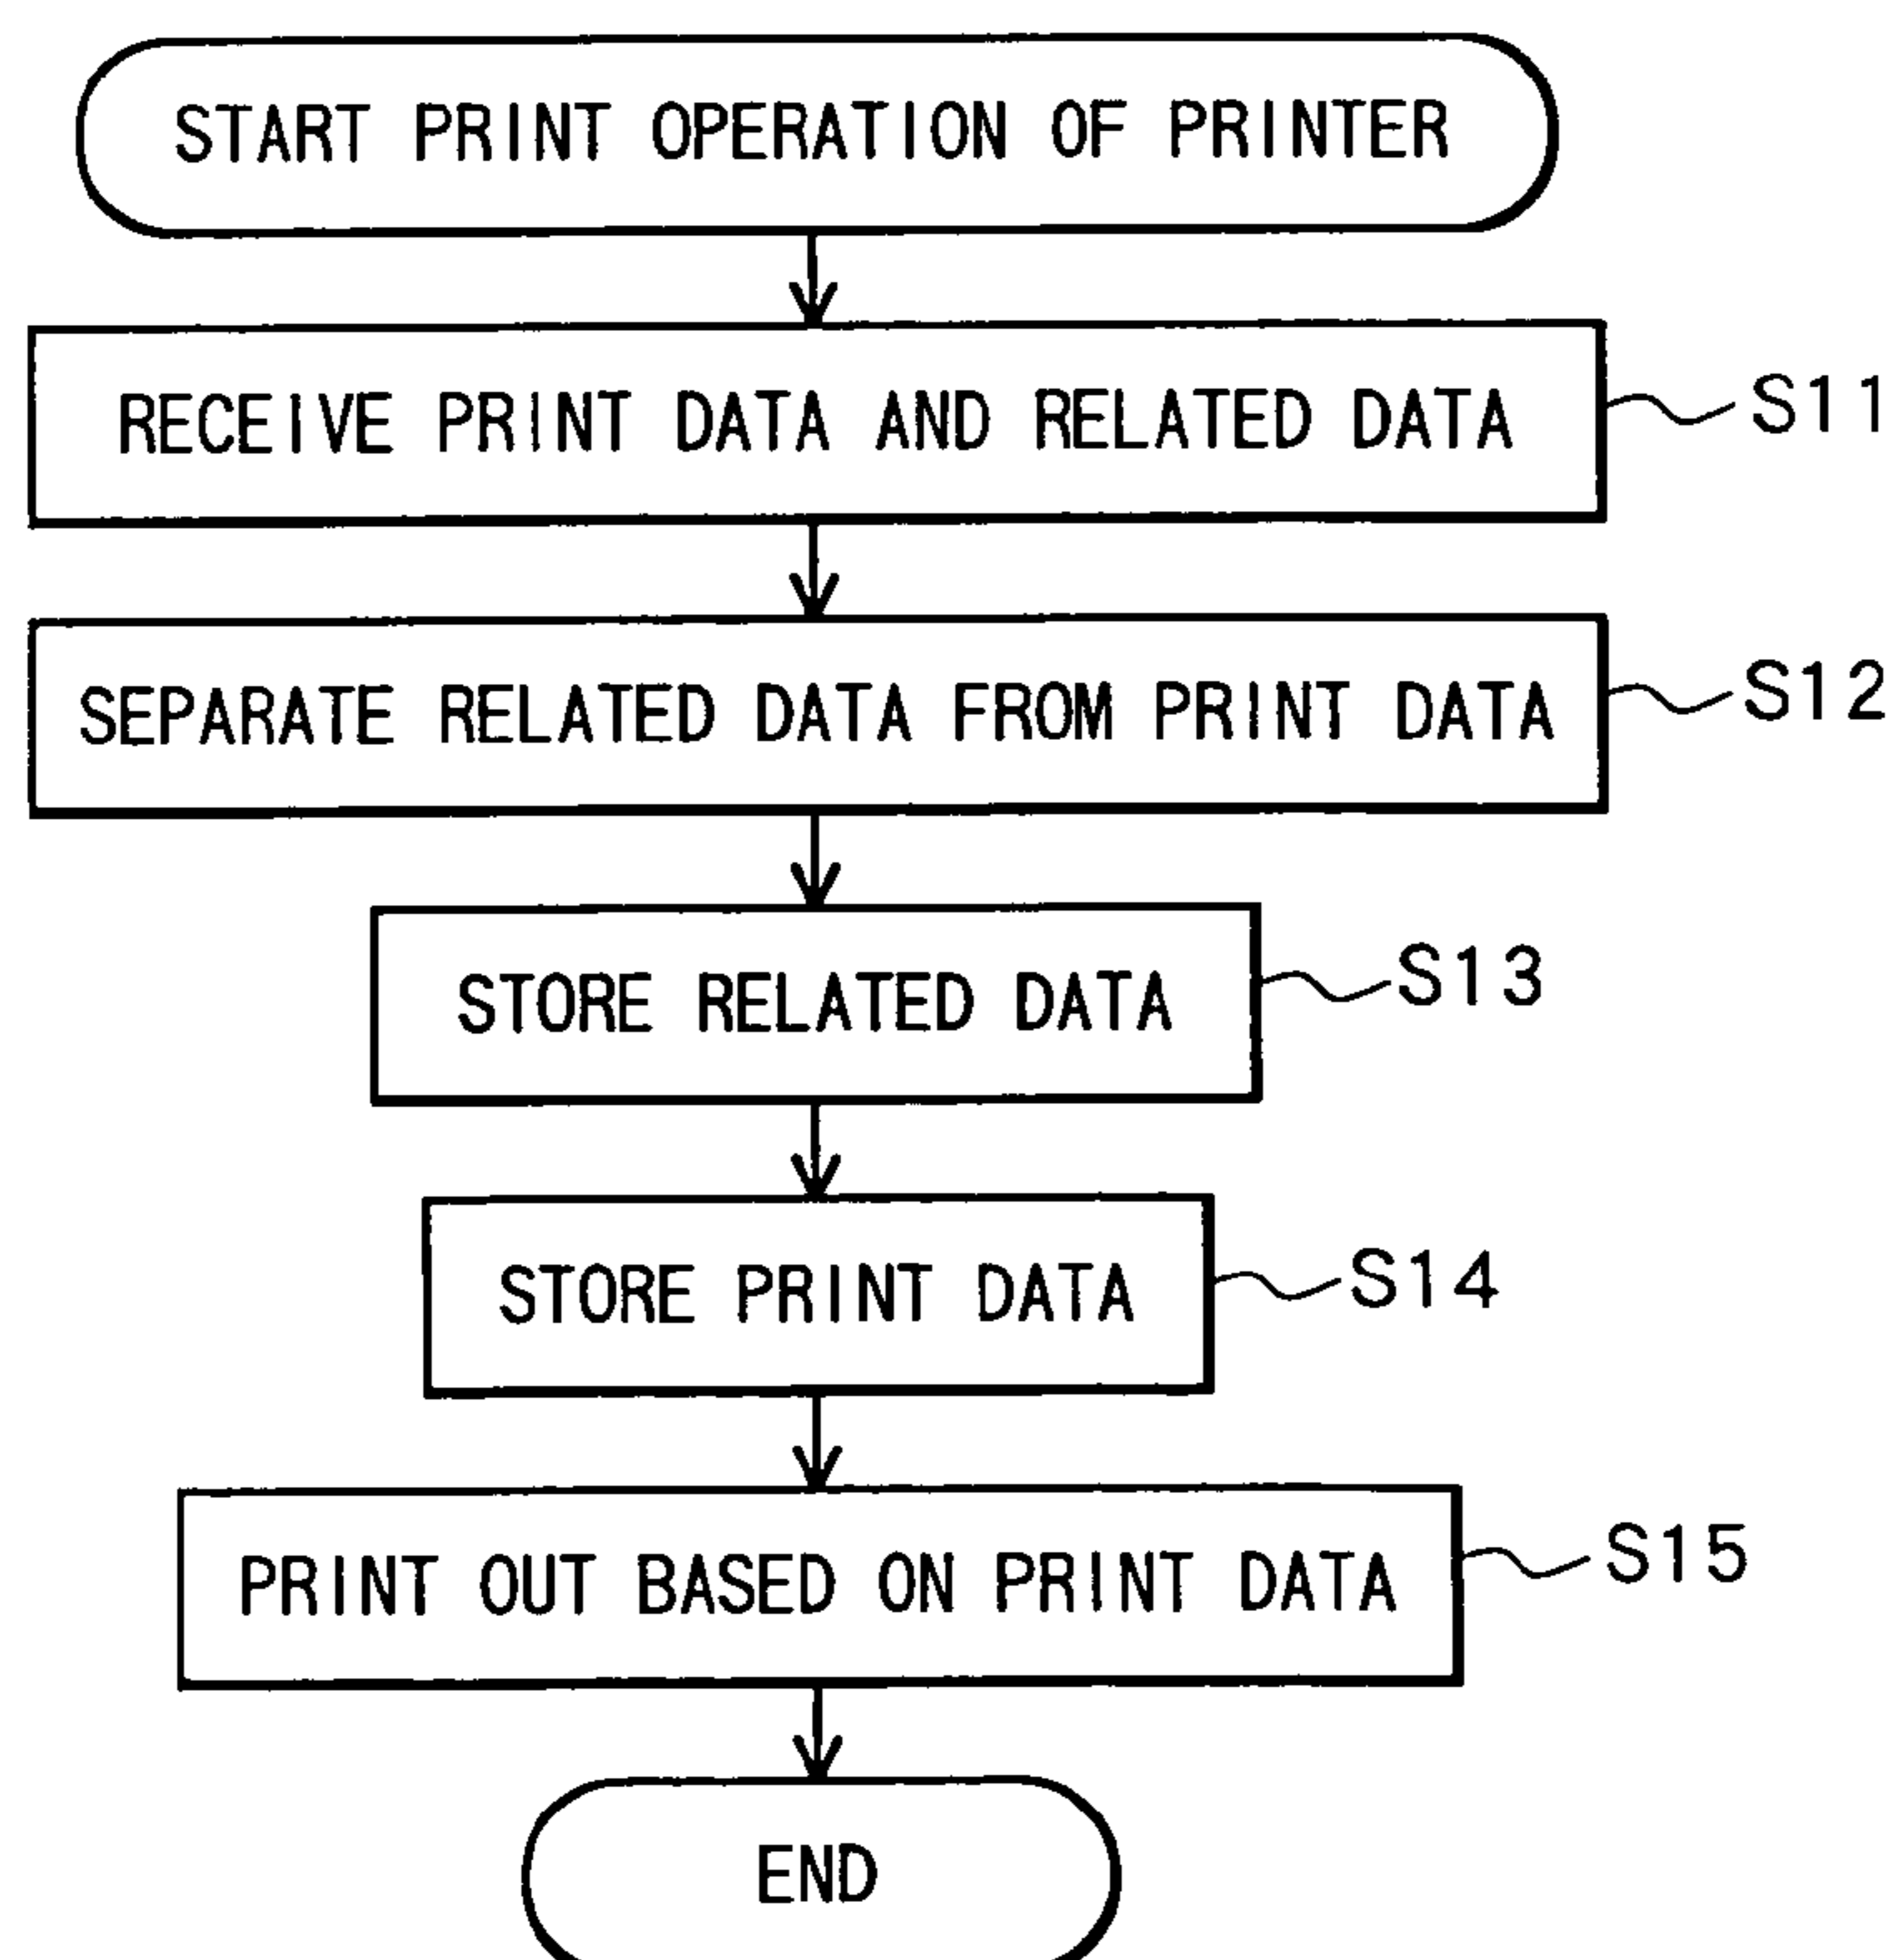 START PRINT OPERATION OF PRINTER
RECEIVE PRINT DATA AND RELATED DATA
S11
SEPARATE RELATED DATA FROM PRINT DATA
S12
STORE RELATED DATA
S13
STORE PRINT DATA
S14
PRINT OUT BASED ON PRINT DATA
S15
END